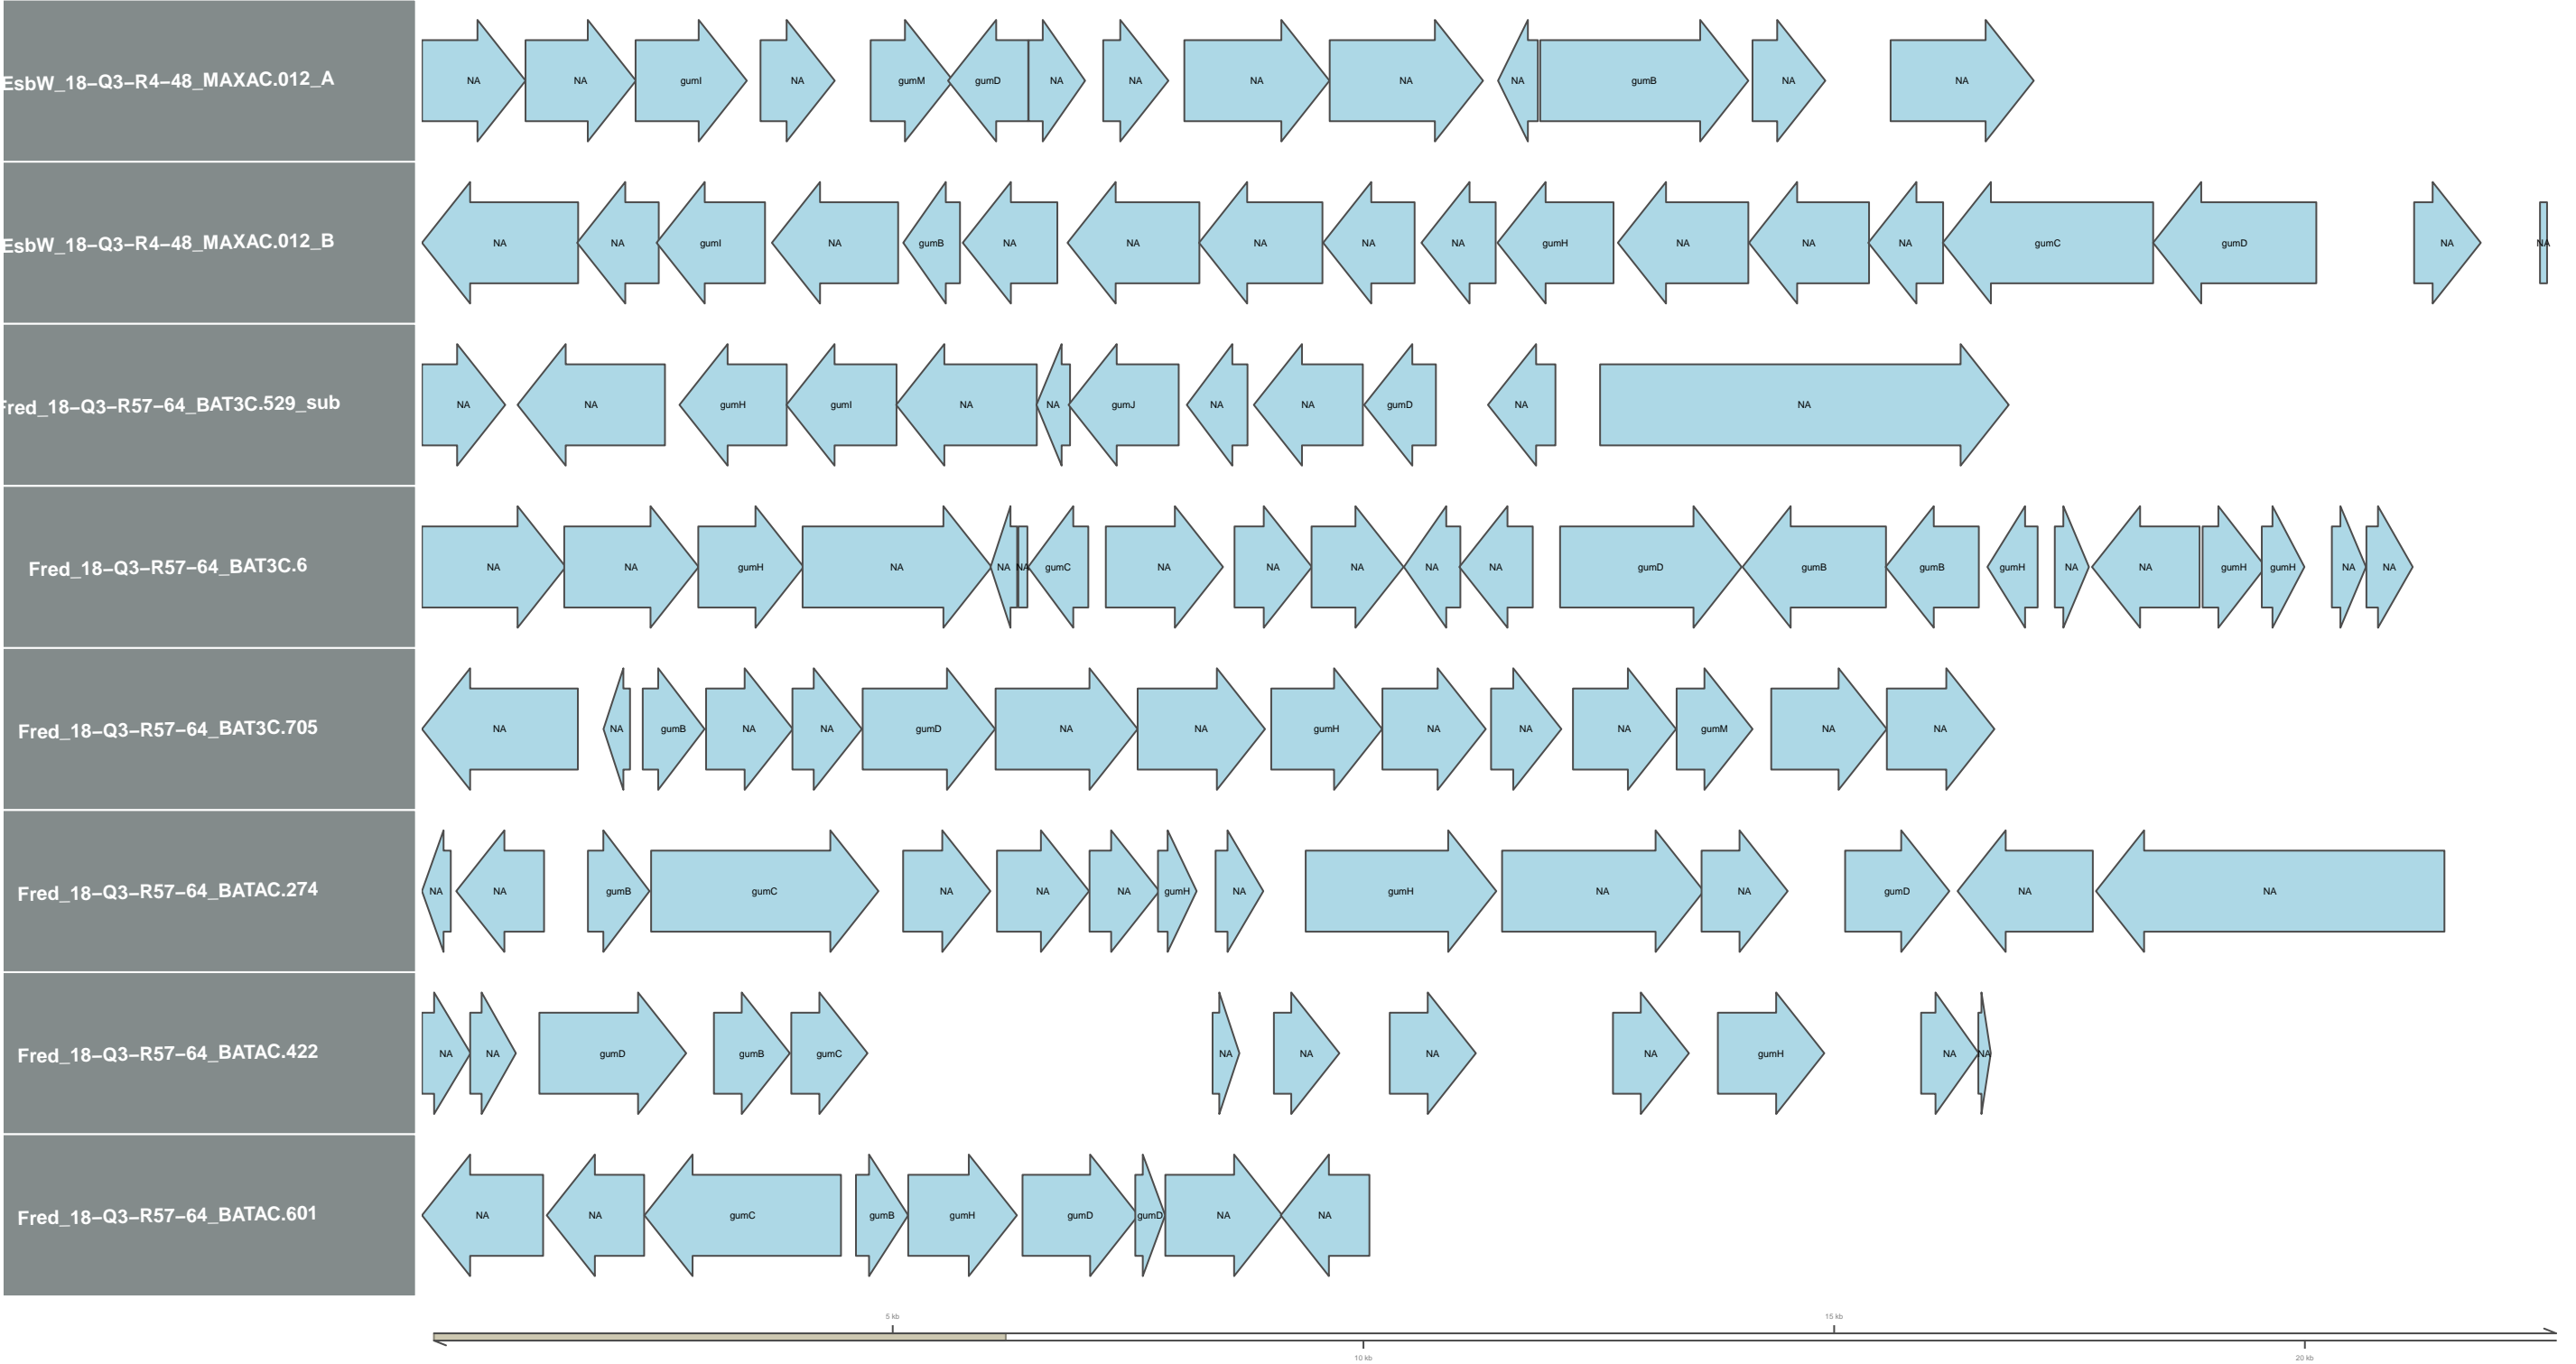 EsbW_18–Q3–R4–48_MAXAC.012_A
NA NA gumI NA gumM gumD NA NA NA NA NA gumB NA NA
EsbW_18–Q3–R4–48_MAXAC.012_B
NA NA gumI NA gumB NA NA NA NA NA gumH NA NA NA gumC gumD NA NA
Fred_18–Q3–R57–64_BAT3C.529_sub
NA NA gumH gumI NA NA gumJ NA NA gumD NA NA
Fred_18–Q3–R57–64_BAT3C.6
NA NA gumH NA NA NA gumC NA NA NA NA NA gumD gumB gumB gumH NA NA gumH gumH NA NA
Fred_18–Q3–R57–64_BAT3C.705
NA NA gumB NA NA gumD NA NA gumH NA NA NA gumM NA NA
Fred_18–Q3–R57–64_BATAC.274
NA NA gumB gumC NA NA NA gumH NA gumH NA NA gumD NA NA
Fred_18–Q3–R57–64_BATAC.422
NA NA gumD gumB gumC NA NA NA NA gumH NA NA
Fred_18–Q3–R57–64_BATAC.601
NA NA gumC gumB gumH gumD gumD NA NA
5 kb 15 kb
10 kb 20 kb